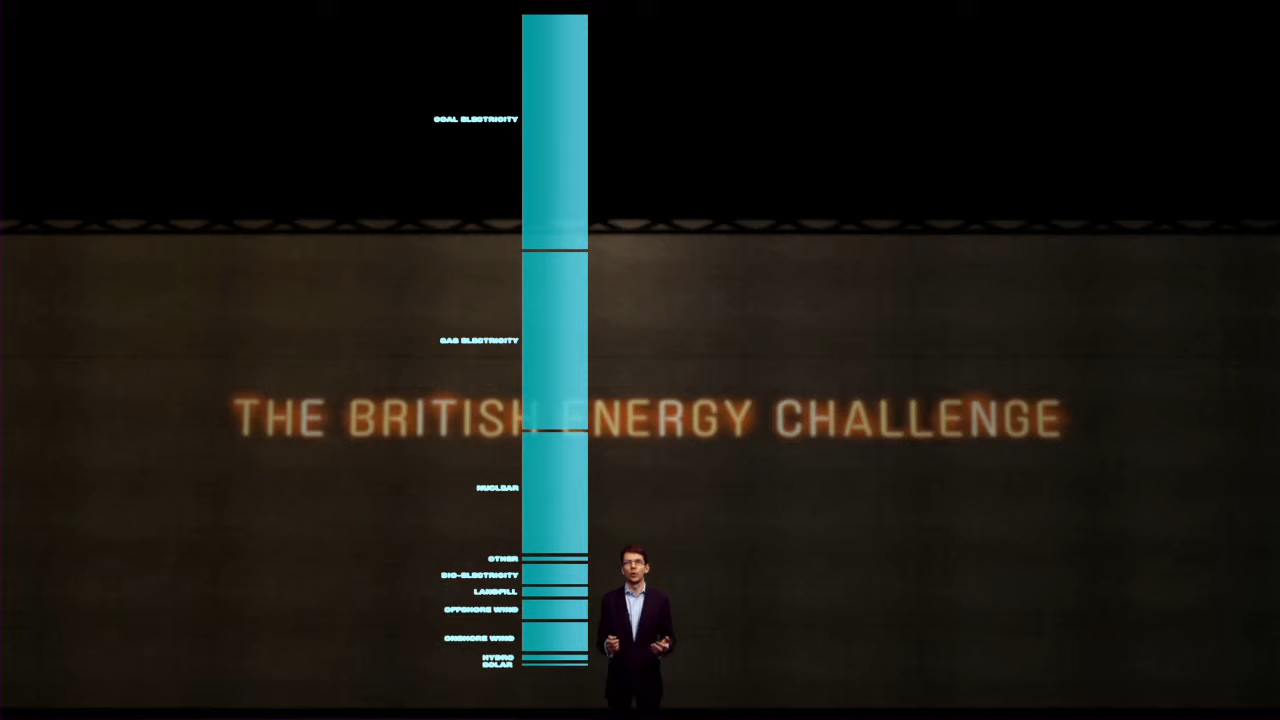 COAL ELECTRICITY
GAS ELECTRICITY
THE BRITISH ENERGY CHALLENGE
NUCLEAR
OTHER
BIO-ELECTRICITY
LANDFILL
OFFSHORE WIND
ONSHORE WIND
HYDRO
SOLAR